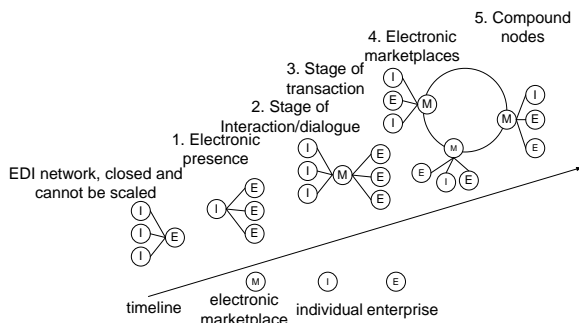 5. Compound
nodes
4. Electronic
marketplaces
3. Stage of
transaction
2. Stage of
Interaction/dialogue
1. Electronic
presence
EDI network, closed and
cannot be scaled
I
E
I
M
M
I
E
E
M
E
I
E
I
I
I
M
E
E
E
I
E
E
E
I
I
I
E
M
I
E
timeline
electronic
marketplace
individual enterprise